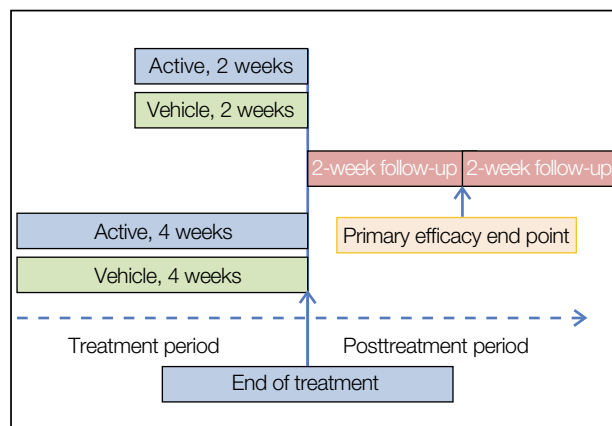 Active, 2 weeks
Vehicle, 2 weeks
2-week follow-up 2-week follow-up
Active, 4 weeks
Primary efficacy end point
Vehicle, 4 weeks
Treatment period Posttreatment period
End of treatment